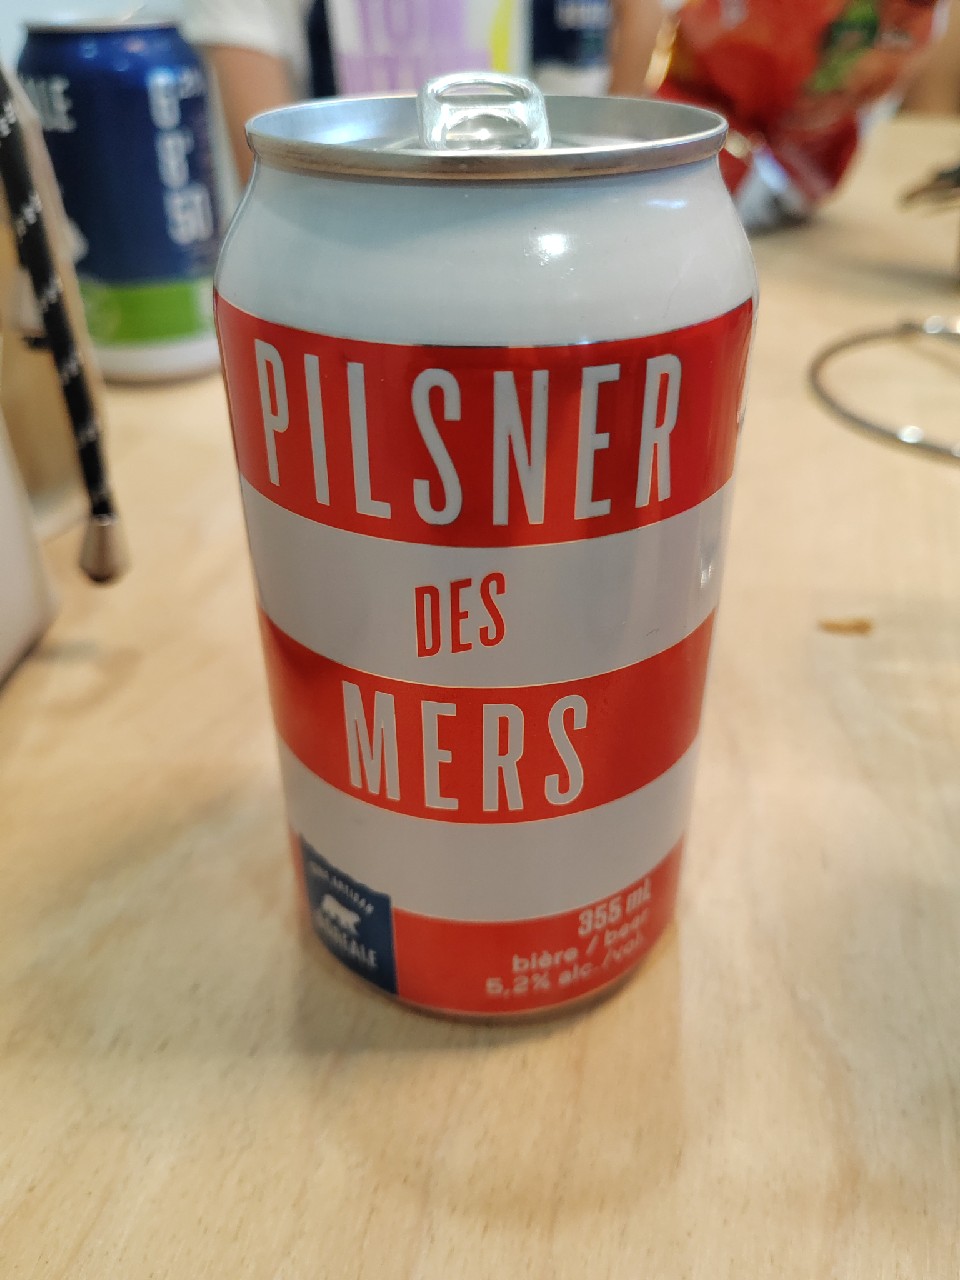 PILSNER
DES
MERS
355 mL
bière / beer
5,2% alc./vol.